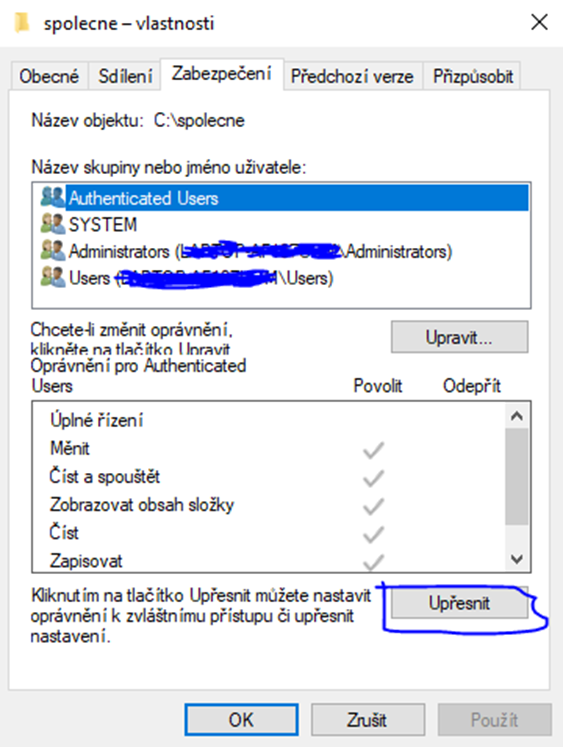 spolecne – vlastnosti
Obecné Sdílení Zabezpečení Předchozí verze Přizpůsobit
Název objektu: C:\spolecne
Název skupiny nebo jméno uživatele:
Authenticated Users
SYSTEM
Administrators (\Administrators)
Users (\Users)
Chcete-li změnit oprávnění,
klikněte na tlačítko Upravit
Upravit...
Oprávnění pro Authenticated
Users Povolit Odepřít
Úplné řízení
Měnit
Číst a spouštět
Zobrazovat obsah složky
Číst
Zapisovat
Kliknutím na tlačítko Upřesnit můžete nastavit
oprávnění k zvláštnímu přístupu či upřesnit
nastavení.
Upřesnit
OK Zrušit Použít